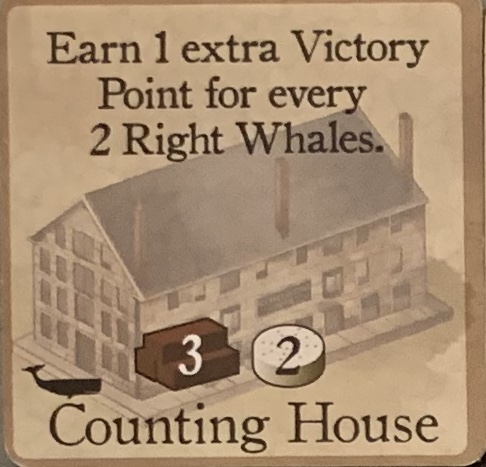 Earn 1 extra Victory
Point for every
2 Right Whales.
3 2
Counting House